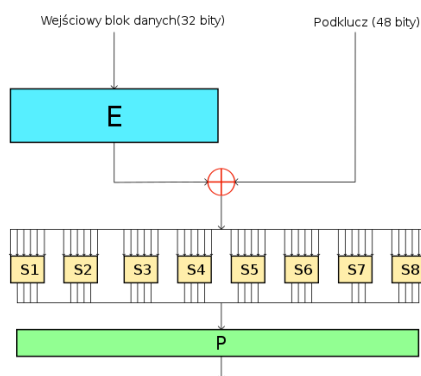 Wejściowy blok danych(32 bity) Podklucz (48 bity)
E
S1 S2 S3 S4 S5 S6 S7 S8
P